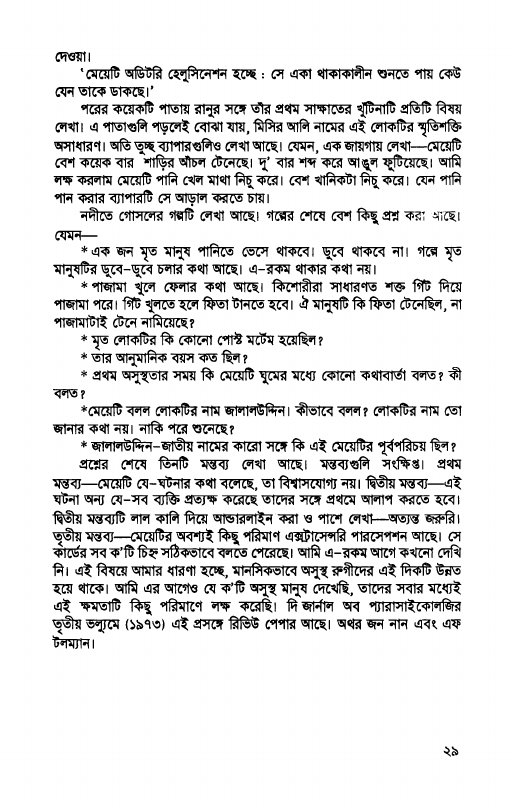 দেওয়া।
‘মেয়েটি অডিটরি হেলুসিনেশন হচ্ছে : সে একা থাকাকালীন শুনতে পায় কেউ
যেন তাকে ডাকছে।’
পরের কয়েকটি পাতায় রানুর সঙ্গে তাঁর প্রথম সাক্ষাতের খুঁটিনাটি প্রতিটি বিষয়
লেখা। এ পাতাগুলি পড়লেই বোঝা যায়, মিসির আলি নামের এই লোকটির স্মৃতিশক্তি
অসাধারণ। অতি তুচ্ছ ব্যাপারগুলিও লেখা আছে। যেমন, এক জায়গায় লেখা—মেয়েটি
বেশ কয়েক বার শাড়ির আঁচল টেনেছে। দু’ বার শব্দ করে আঙুল ফুটিয়েছে। আমি
লক্ষ করলাম মেয়েটি পানি খেল মাথা নিচু করে। বেশ খানিকটা নিচু করে। যেন পানি
পান করার ব্যাপারটি সে আড়াল করতে চায়।
নদীতে গোসলের গল্পটি লেখা আছে। গল্পের শেষে বেশ কিছু প্রশ্ন করা আছে।
যেমন—
* এক জন মৃত মানুষ পানিতে ভেসে থাকবে। ডুবে থাকবে না। গল্পে মৃত
মানুষটির ডুবে-ডুবে চলার কথা আছে। এ-রকম থাকার কথা নয়।
* পাজামা খুলে ফেলার কথা আছে। কিশোরীরা সাধারণত শক্ত গিঁট দিয়ে
পাজামা পরে। গিঁট খুলতে হলে ফিতা টানতে হবে। ঐ মানুষটি কি ফিতা টেনেছিল, না
পাজামাটাই টেনে নামিয়েছে?
* মৃত লোকটির কি কোনো পোস্ট মর্টেম হয়েছিল?
* তার আনুমানিক বয়স কত ছিল?
* প্রথম অসুস্থতার সময় কি মেয়েটি ঘুমের মধ্যে কোনো কথাবার্তা বলত? কী
বলত?
*মেয়েটি বলল লোকটির নাম জালালউদ্দিন। কীভাবে বলল? লোকটির নাম তো
জানার কথা নয়। নাকি পরে শুনেছে?
* জালালউদ্দিন-জাতীয় নামের কারো সঙ্গে কি এই মেয়েটির পূর্বপরিচয় ছিল?
প্রশ্নের শেষে তিনটি মন্তব্য লেখা আছে। মন্তব্যগুলি সংক্ষিপ্ত। প্রথম
মন্তব্য—মেয়েটি যে-ঘটনার কথা বলেছে, তা বিশ্বাসযোগ্য নয়। দ্বিতীয় মন্তব্য—এই
ঘটনা অন্য যে-সব ব্যক্তি প্রত্যক্ষ করেছে তাদের সঙ্গে প্রথমে আলাপ করতে হবে।
দ্বিতীয় মন্তব্যটি লাল কালি দিয়ে আন্ডারলাইন করা ও পাশে লেখা—অত্যন্ত জরুরি।
তৃতীয় মন্তব্য—মেয়েটির অবশ্যই কিছু পরিমাণ এক্সট্রাসেন্সরি পারসেপশন আছে। সে
কার্ডের সব ক’টি চিহ্ন সঠিকভাবে বলতে পেরেছে। আমি এ-রকম আগে কখনো দেখি
নি। এই বিষয়ে আমার ধারণা হচ্ছে, মানসিকভাবে অসুস্থ রুগীদের এই দিকটি উন্নত
হয়ে থাকে। আমি এর আগেও যে ক’টি অসুস্থ মানুষ দেখেছি, তাদের সবার মধ্যেই
এই ক্ষমতাটি কিছু পরিমাণে লক্ষ করেছি। দি জার্নাল অব প্যারাসাইকোলজির
তৃতীয় ভল্যুমে (১৯৭৩) এই প্রসঙ্গে রিভিউ পেপার আছে। অথর জন নান এবং এফ
টলম্যান।
২৯